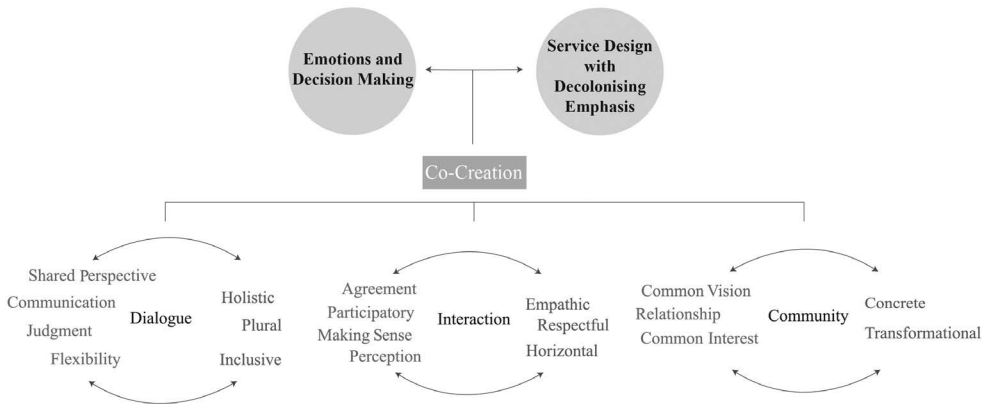 Emotions and
Decision Making
Service Design
with
Decolonising
Emphasis
Co-Creation
Shared Perspective
Communication
Judgment
Flexibility
Dialogue
Holistic
Plural
Inclusive
Agreement
Participatory
Making Sense
Perception
Interaction
Empathic
Respectful
Horizontal
Common Vision
Relationship
Common Interest
Community
Concrete
Transformational